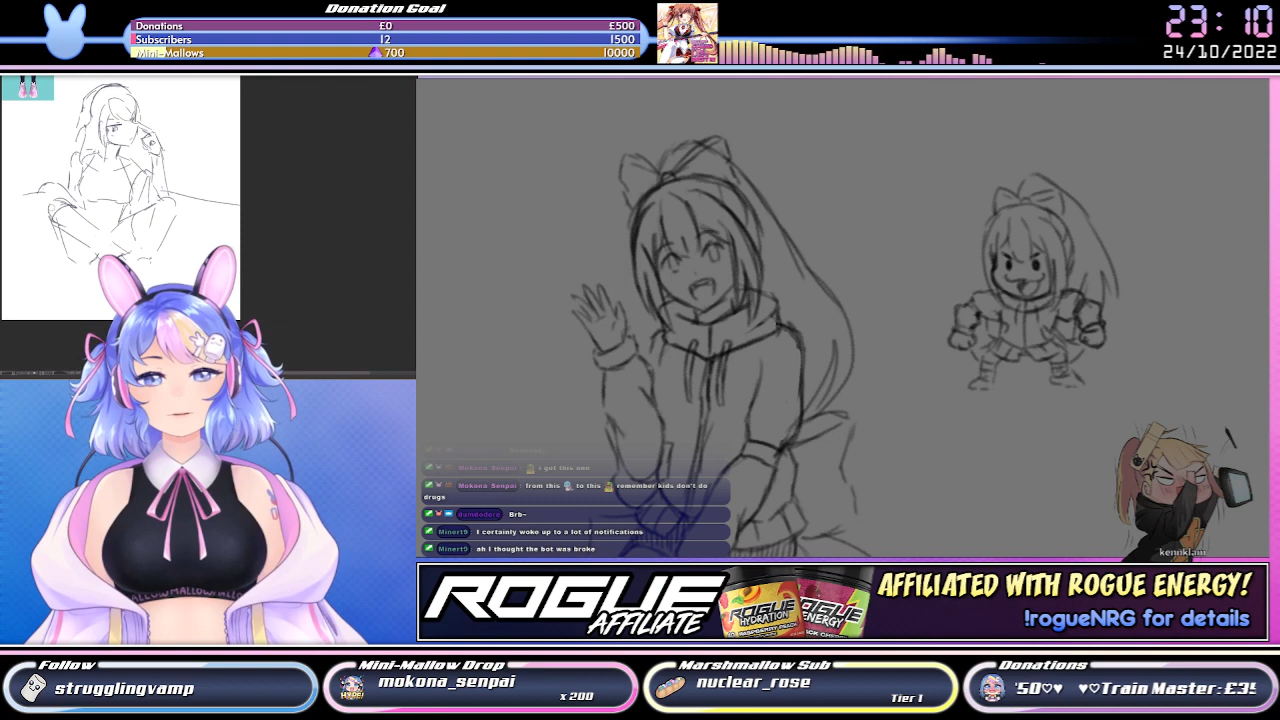 Donation Goal
Donations £0 £500
Subscribers 12 1500
Mini-Mallows 700 10000
23:10
24/10/2022
Mokona Senpai : i got this one
Mokona Senpai : from this to this remember kids don't do
drugs
dumdodoro Brb~
Minert9 I certainly woke up to a lot of notifications
Minert9 ah I thought the bot was broke
kennklam
ROGUE
AFFILIATE
ROGUE
HYDRATION
ROGUE
ENERGY
AFFILIATED WITH ROGUE ENERGY!
!rogueNRG for details
Follow
strugglingvamp
Mini-Mallow Drop
mokona_senpai
x 200
Marshmallow Sub
nuclear_rose
Tier 1
Donations
'50♡♥ ♥♡Train Master: £35